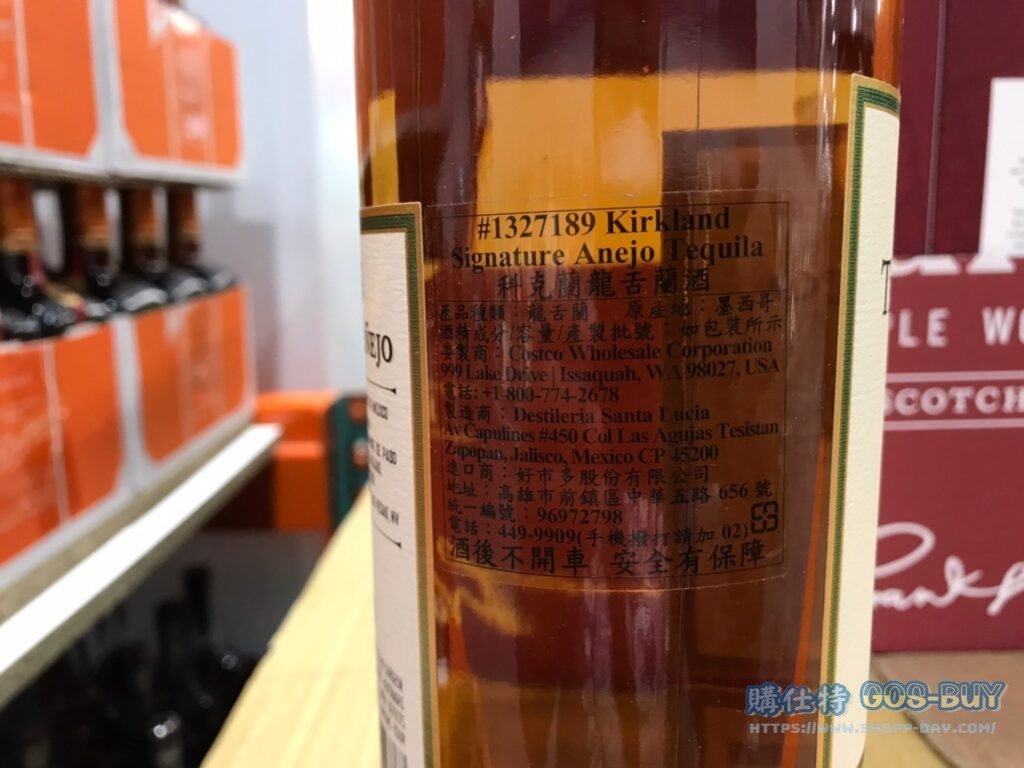 #1327189 Kirkland
Signature Anejo Tequila
科克蘭龍舌蘭酒
產品種類：龍舌蘭 原產地：墨西哥
酒精成分/容量/產製批號：如包裝所示
委製商：Costco Wholesale Corporation
999 Lake Drive | Issaquah, WA 98027, USA
電話: +1-800-774-2678
製造商：Destileria Santa Lucia
Av Capulines #450 Col Las Agujas Tesistan
Zapopan, Jalisco, Mexico CP 45200
進口商：好市多股份有限公司
地址：高雄市前鎮區中華五路 656 號
統一編號：96972798
電話：449-9909(手機撥打請加 02)
酒後不開車 安全有保障
ÑEJO
MEXICO
DE PASO
NV
PLE WO
SCOTCH
購仕特 GOS-BUY
HTTPS://WWW.SHOPP-DAY.COM/